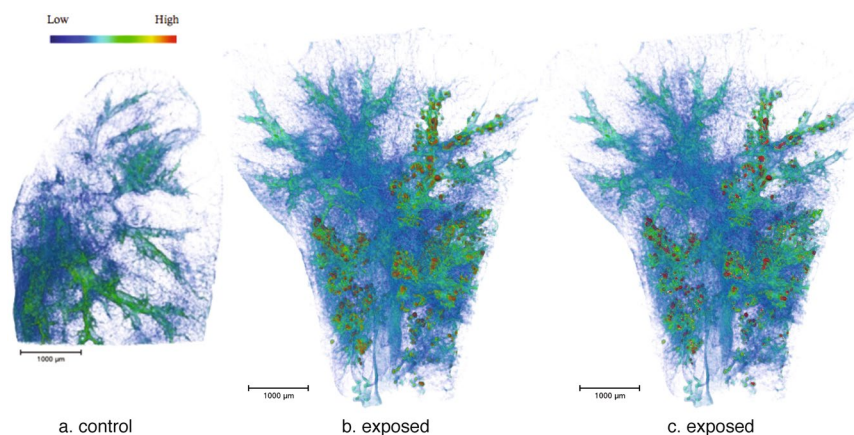 Low High
1000 µm
1000 µm
1000 µm
a. control
b. exposed
c. exposed